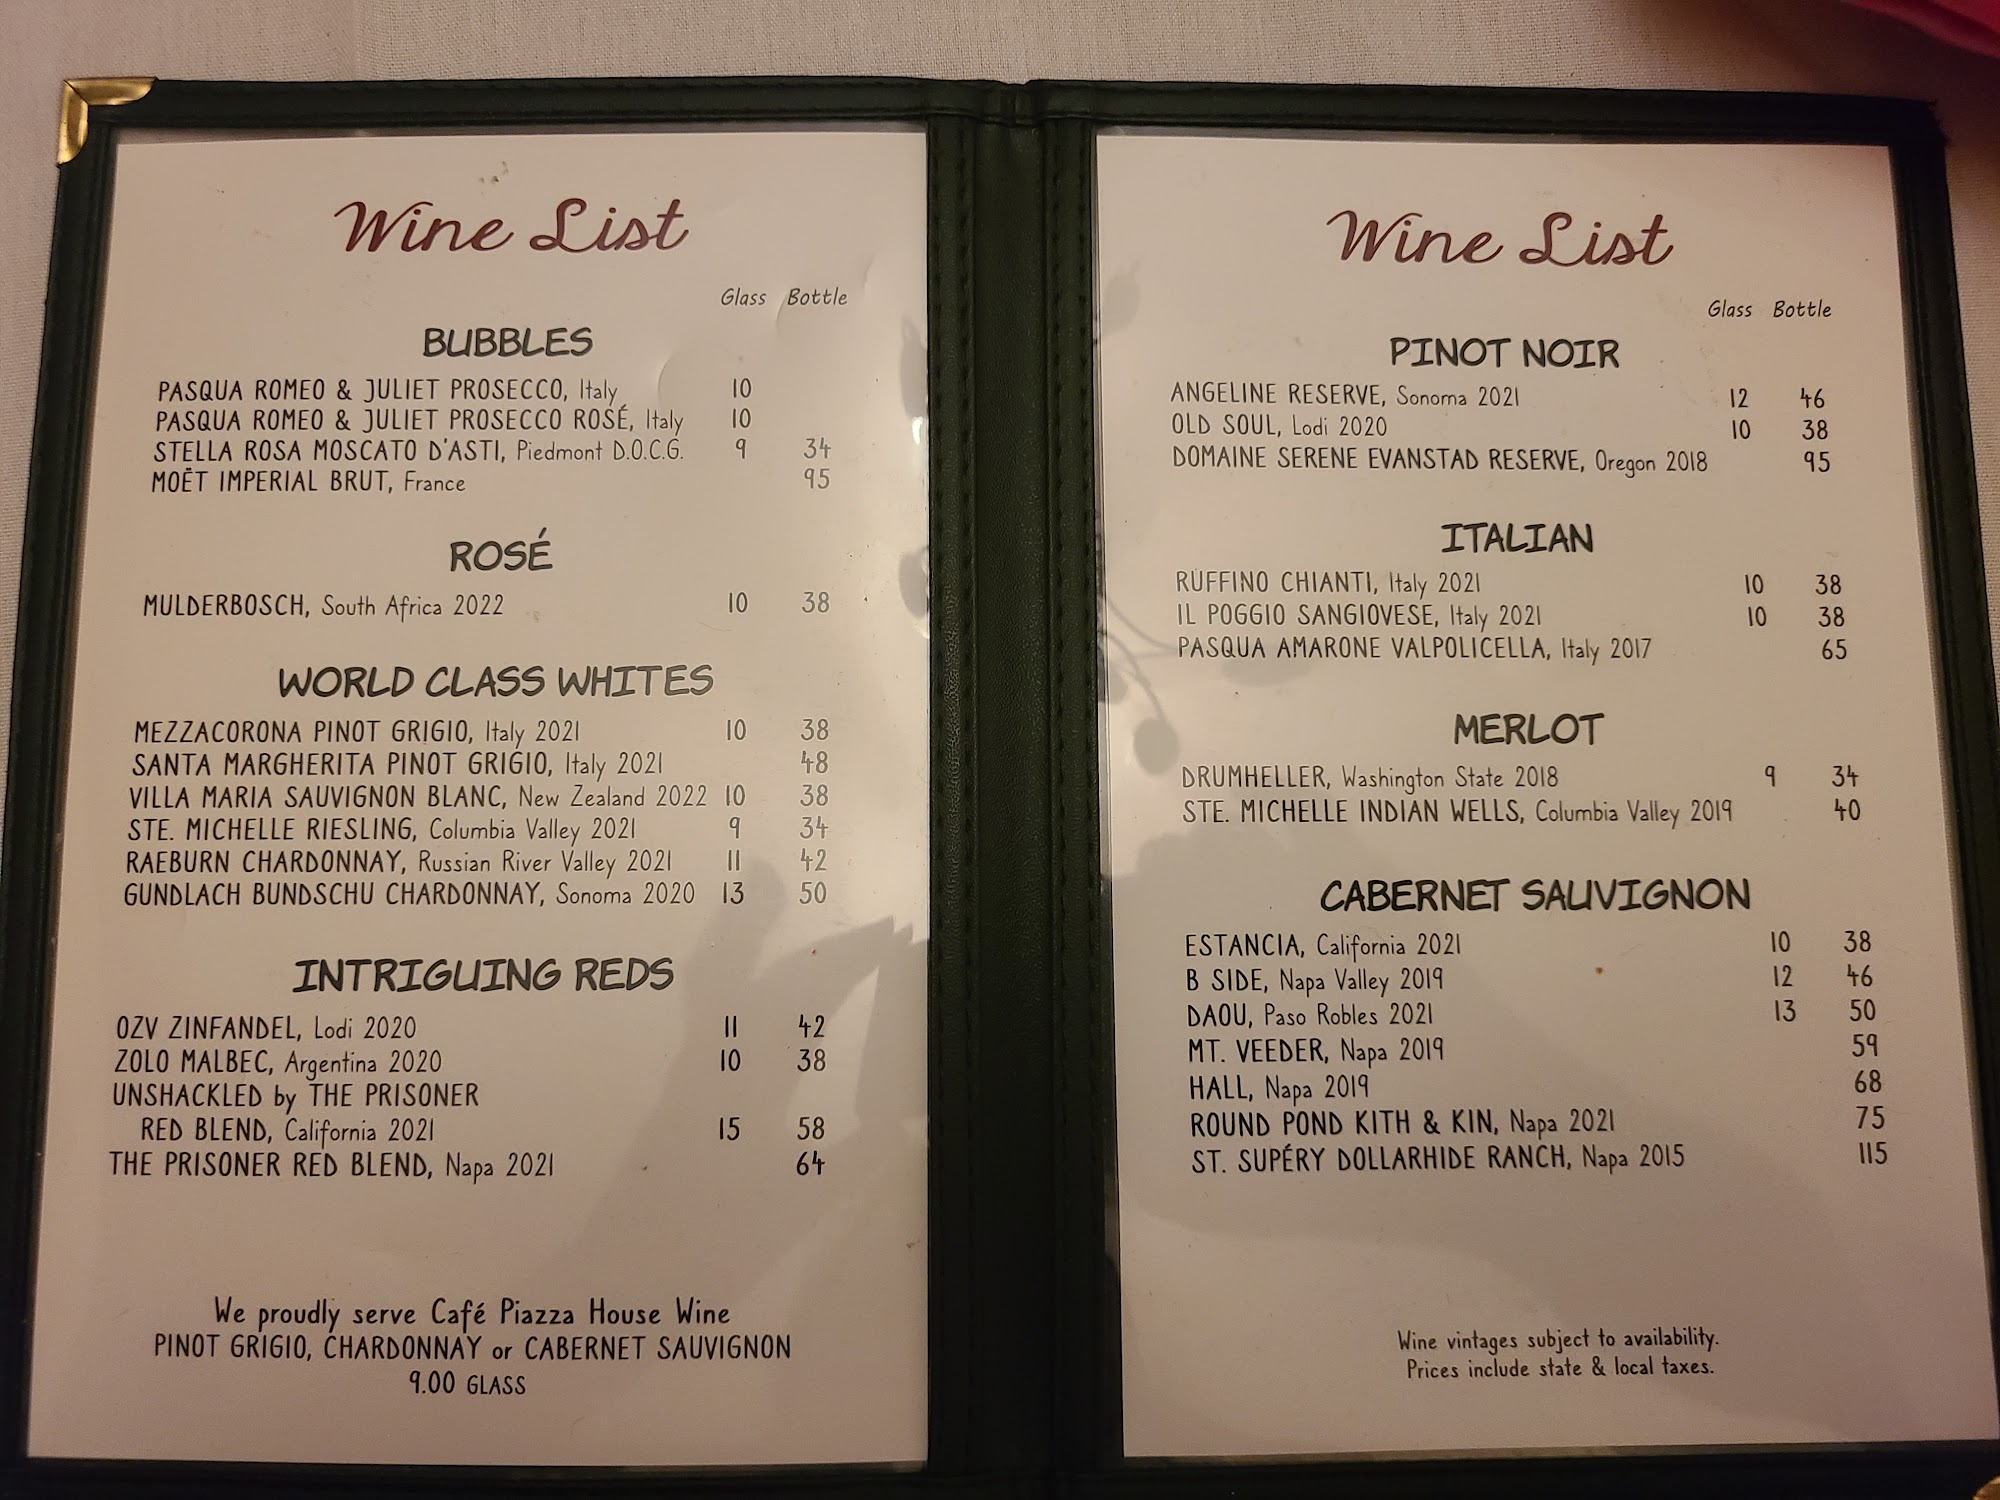 Wine List
Glass Bottle
BUBBLES
PASQUA ROMEO & JULIET PROSECCO, Italy 10
PASQUA ROMEO & JULIET PROSECCO ROSÉ, Italy 10
STELLA ROSA MOSCATO D'ASTI, Piedmont D.O.C.G. 9 34
MOËT IMPERIAL BRUT, France 95
ROSÉ
MULDERBOSCH, South Africa 2022 10 38
WORLD CLASS WHITES
MEZZACORONA PINOT GRIGIO, Italy 2021 10 38
SANTA MARGHERITA PINOT GRIGIO, Italy 2021 48
VILLA MARIA SAUVIGNON BLANC, New Zealand 2022 10 38
STE. MICHELLE RIESLING, Columbia Valley 2021 9 34
RAEBURN CHARDONNAY, Russian River Valley 2021 11 42
GUNDLACH BUNDSCHU CHARDONNAY, Sonoma 2020 13 50
INTRIGUING REDS
OZV ZINFANDEL, Lodi 2020 11 42
ZOLO MALBEC, Argentina 2020 10 38
UNSHACKLED by THE PRISONER
RED BLEND, California 2021 15 58
THE PRISONER RED BLEND, Napa 2021 64
We proudly serve Café Piazza House Wine
PINOT GRIGIO, CHARDONNAY or CABERNET SAUVIGNON
9.00 GLASS
Wine List
Glass Bottle
PINOT NOIR
ANGELINE RESERVE, Sonoma 2021 12 46
OLD SOUL, Lodi 2020 10 38
DOMAINE SERENE EVANSTAD RESERVE, Oregon 2018 95
ITALIAN
RUFFINO CHIANTI, Italy 2021 10 38
IL POGGIO SANGIOVESE, Italy 2021 10 38
PASQUA AMARONE VALPOLICELLA, Italy 2017 65
MERLOT
DRUMHELLER, Washington State 2018 9 34
STE. MICHELLE INDIAN WELLS, Columbia Valley 2019 40
CABERNET SAUVIGNON
ESTANCIA, California 2021 10 38
B SIDE, Napa Valley 2019 12 46
DAOU, Paso Robles 2021 13 50
MT. VEEDER, Napa 2019 59
HALL, Napa 2019 68
ROUND POND KITH & KIN, Napa 2021 75
ST. SUPÉRY DOLLARHIDE RANCH, Napa 2015 115
Wine vintages subject to availability.
Prices include state & local taxes.